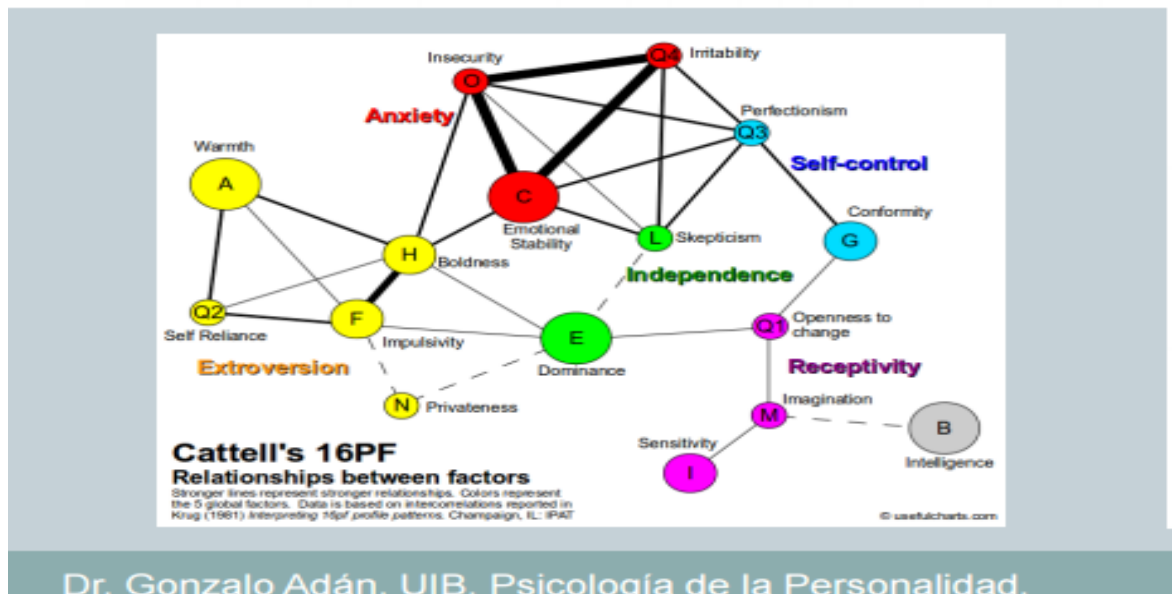 Insecurity
Q4
Irritability
O
Anxiety
Perfectionism
Q3
Warmth
A
Self-control
C
Emotional
Stability
Conformity
G
L
Skepticism
H
Boldness
Independence
Q2
Self Reliance
F
Impulsivity
E
Dominance
Q1
Openness to
change
Extroversion
Receptivity
N
Privateness
Imagination
M
B
Intelligence
Sensitivity
I
Cattell's 16PF
Relationships between factors
Stronger lines represent stronger relationships. Colors represent
the 5 global factors. Data is based on intercorrelations reported in
Krug (1981) Interpreting 16pf profile patterns. Champaign, IL: IPAT
© usefulcharts.com
Dr. Gonzalo Adán. UIB. Psicología de la Personalidad.